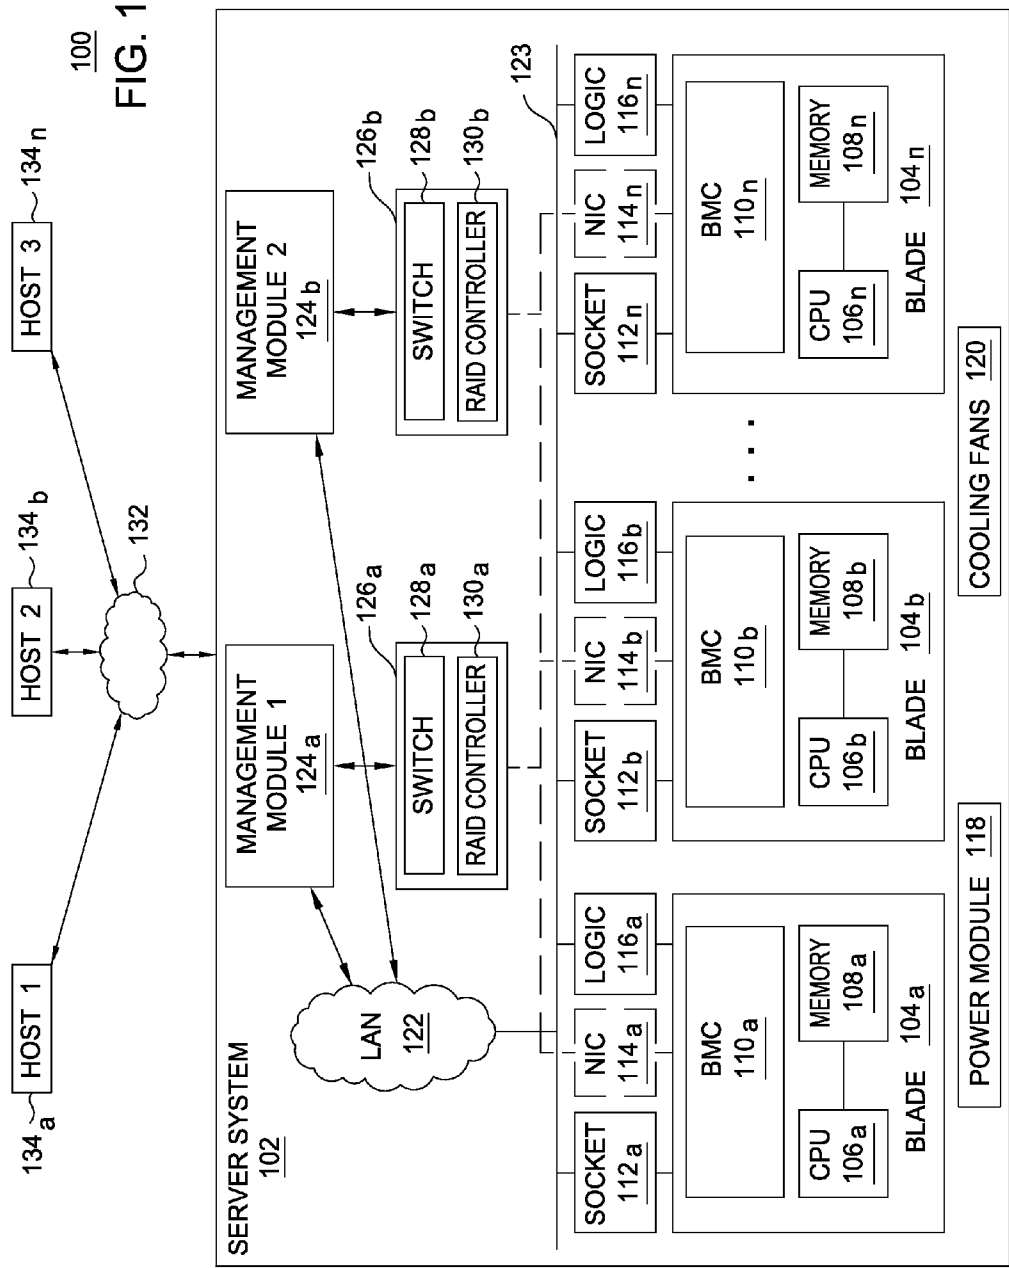 100
FIG. 1
HOST 1
134a
HOST 2
134b
HOST 3
134n
132
SERVER SYSTEM
102
MANAGEMENT
MODULE 1
124a
MANAGEMENT
MODULE 2
124b
LAN
122
126a
SWITCH
128a
RAID CONTROLLER
130a
126b
SWITCH
128b
RAID CONTROLLER
130b
123
SOCKET
112a
NIC
114a
LOGIC
116a
SOCKET
112b
NIC
114b
LOGIC
116b
SOCKET
112n
NIC
114n
LOGIC
116n
BMC
110a
CPU
106a
MEMORY
108a
BLADE 104a
BMC
110b
CPU
106b
MEMORY
108b
BLADE 104b
. . .
BMC
110n
CPU
106n
MEMORY
108n
BLADE 104n
POWER MODULE 118
COOLING FANS 120